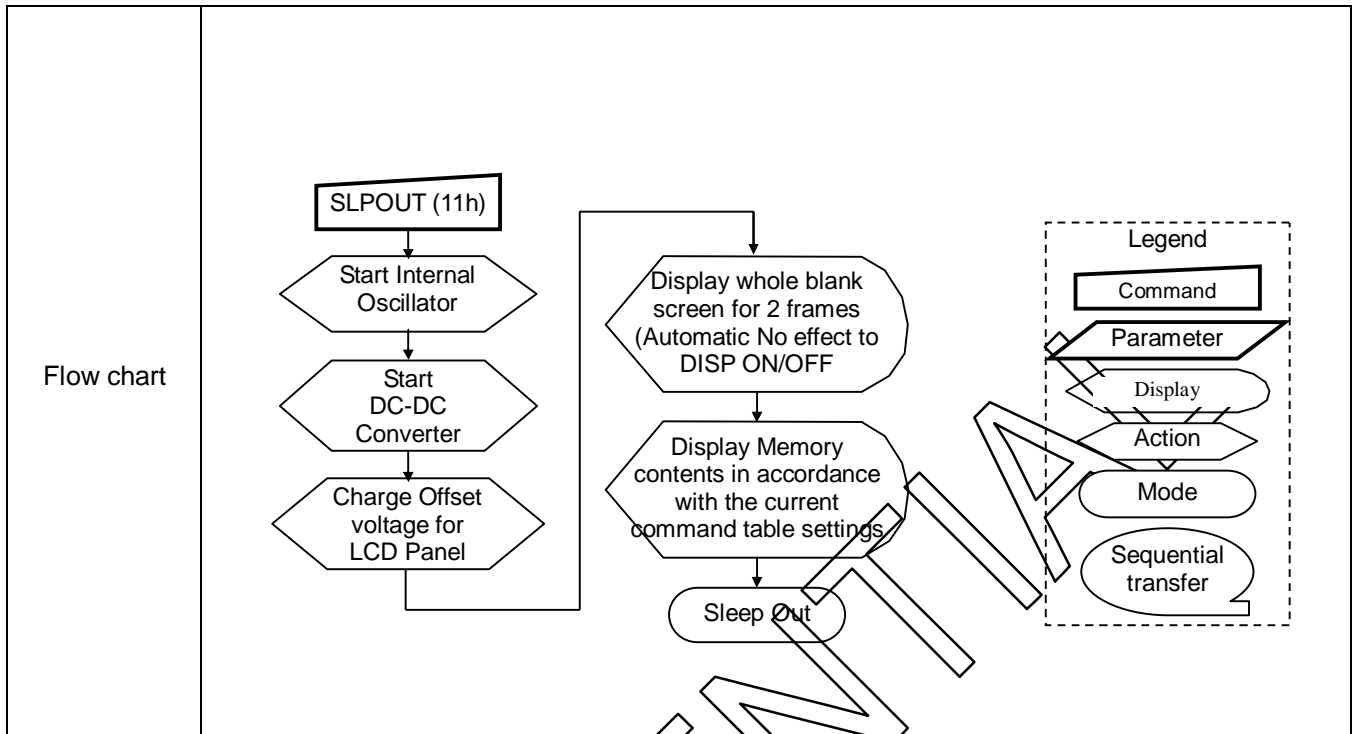 Flow chart
SLPOUT (11h)
Start Internal
Oscillator
Start
DC-DC
Converter
Charge Offset
voltage for
LCD Panel
Display whole blank
screen for 2 frames
(Automatic No effect to
DISP ON/OFF
Display Memory
contents in accordance
with the current
command table settings
Sleep Out
Legend
Command
Parameter
Display
Action
Mode
Sequential
transfer